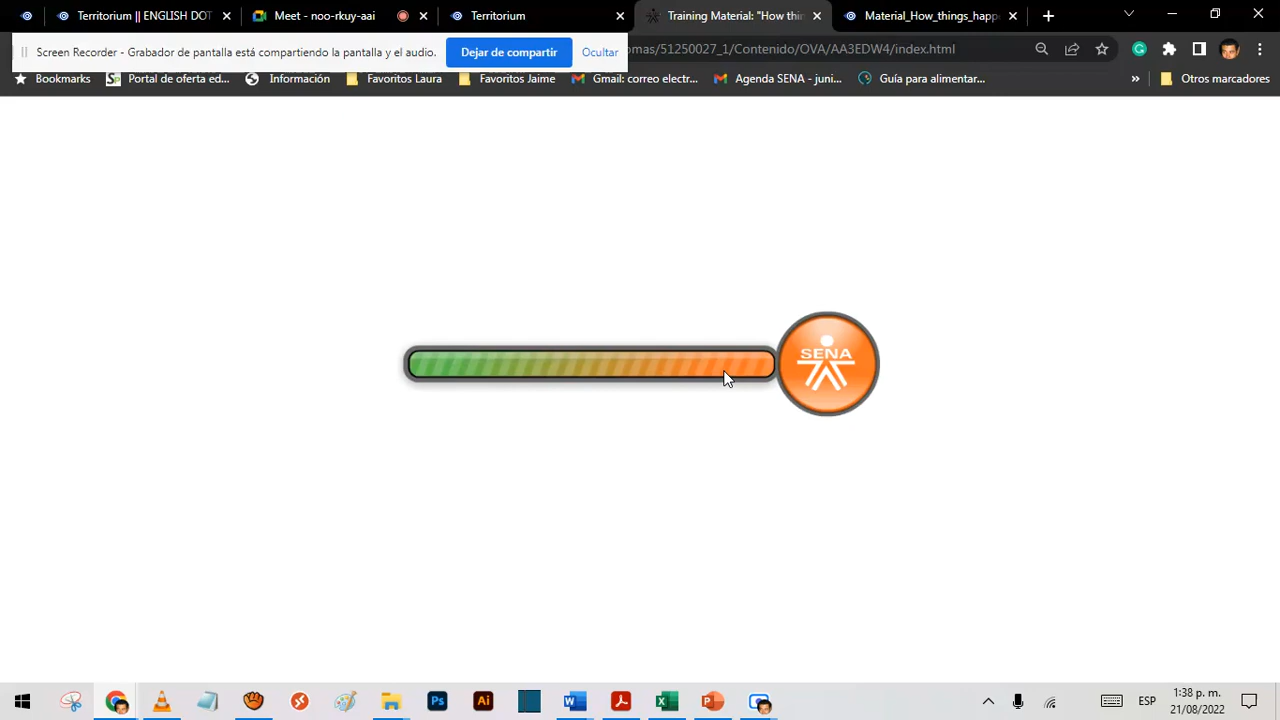 Territorium || ENGLISH DOT
Meet - noo-rkuy-aai
Territorium
Training Material: "How thin
Material_How_things_happ
Screen Recorder - Grabador de pantalla está compartiendo la pantalla y el audio.
Dejar de compartir
Ocultar
omas/51250027_1/Contenido/OVA/AA3EDW4/index.html
Bookmarks
Portal de oferta ed...
Información
Favoritos Laura
Favoritos Jaime
Gmail: correo electr...
Agenda SENA - juni...
Guía para alimentar...
»
Otros marcadores
SENA
Ps
Ai
ESP
1:38 p. m.
21/08/2022